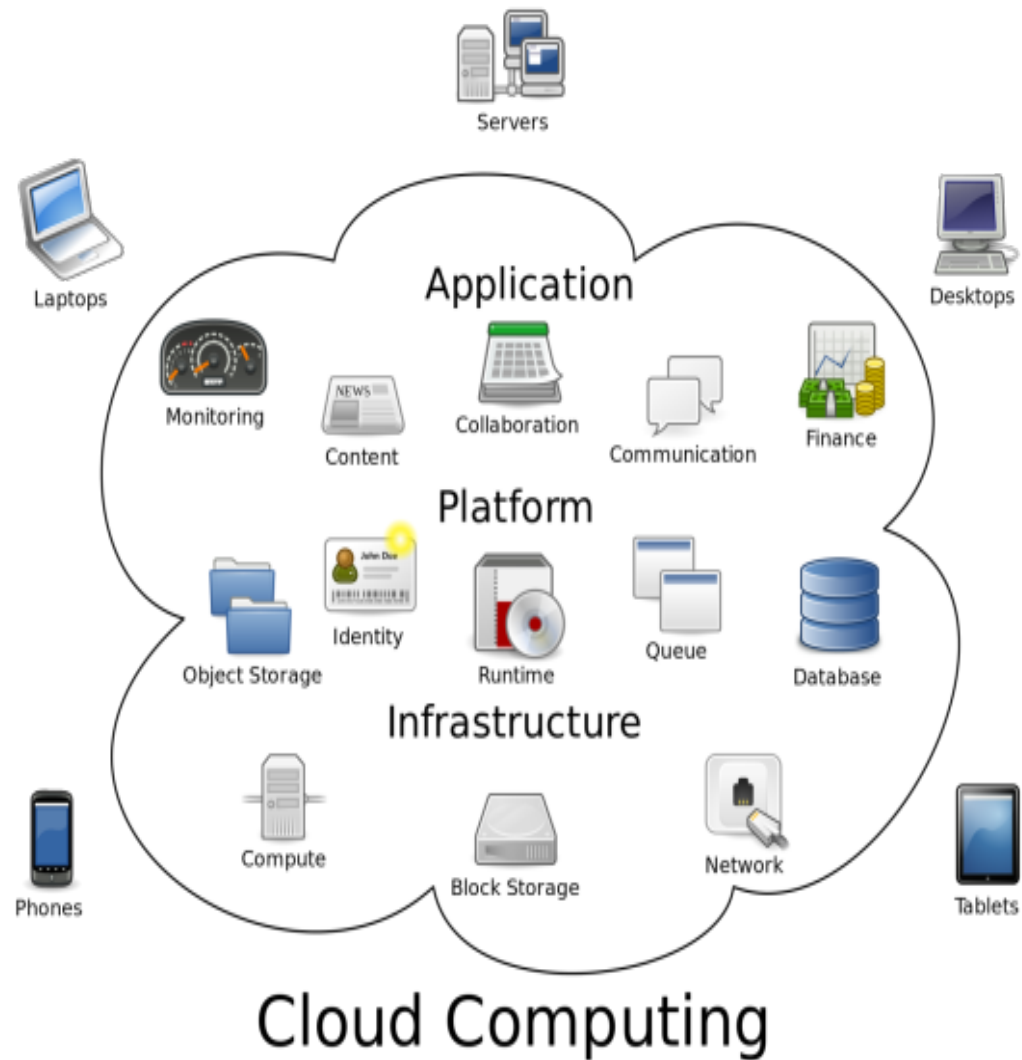 Servers
Laptops
Desktops
Application
Monitoring
NEWS
Content
Collaboration
Communication
Finance
Platform
Object Storage
John Doe
Identity
Runtime
Queue
Database
Infrastructure
Compute
Block Storage
Network
Phones
Tablets
Cloud Computing